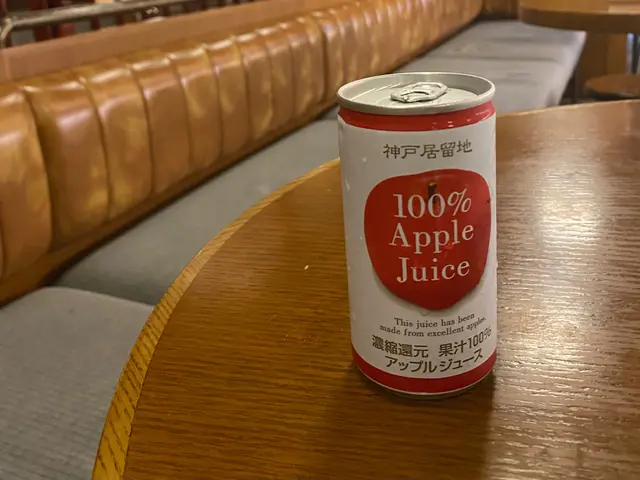 神戸居留地
100%
Apple
Juice
This juice has been
made from excellent apples.
濃縮還元 果汁100%
アップルジュース